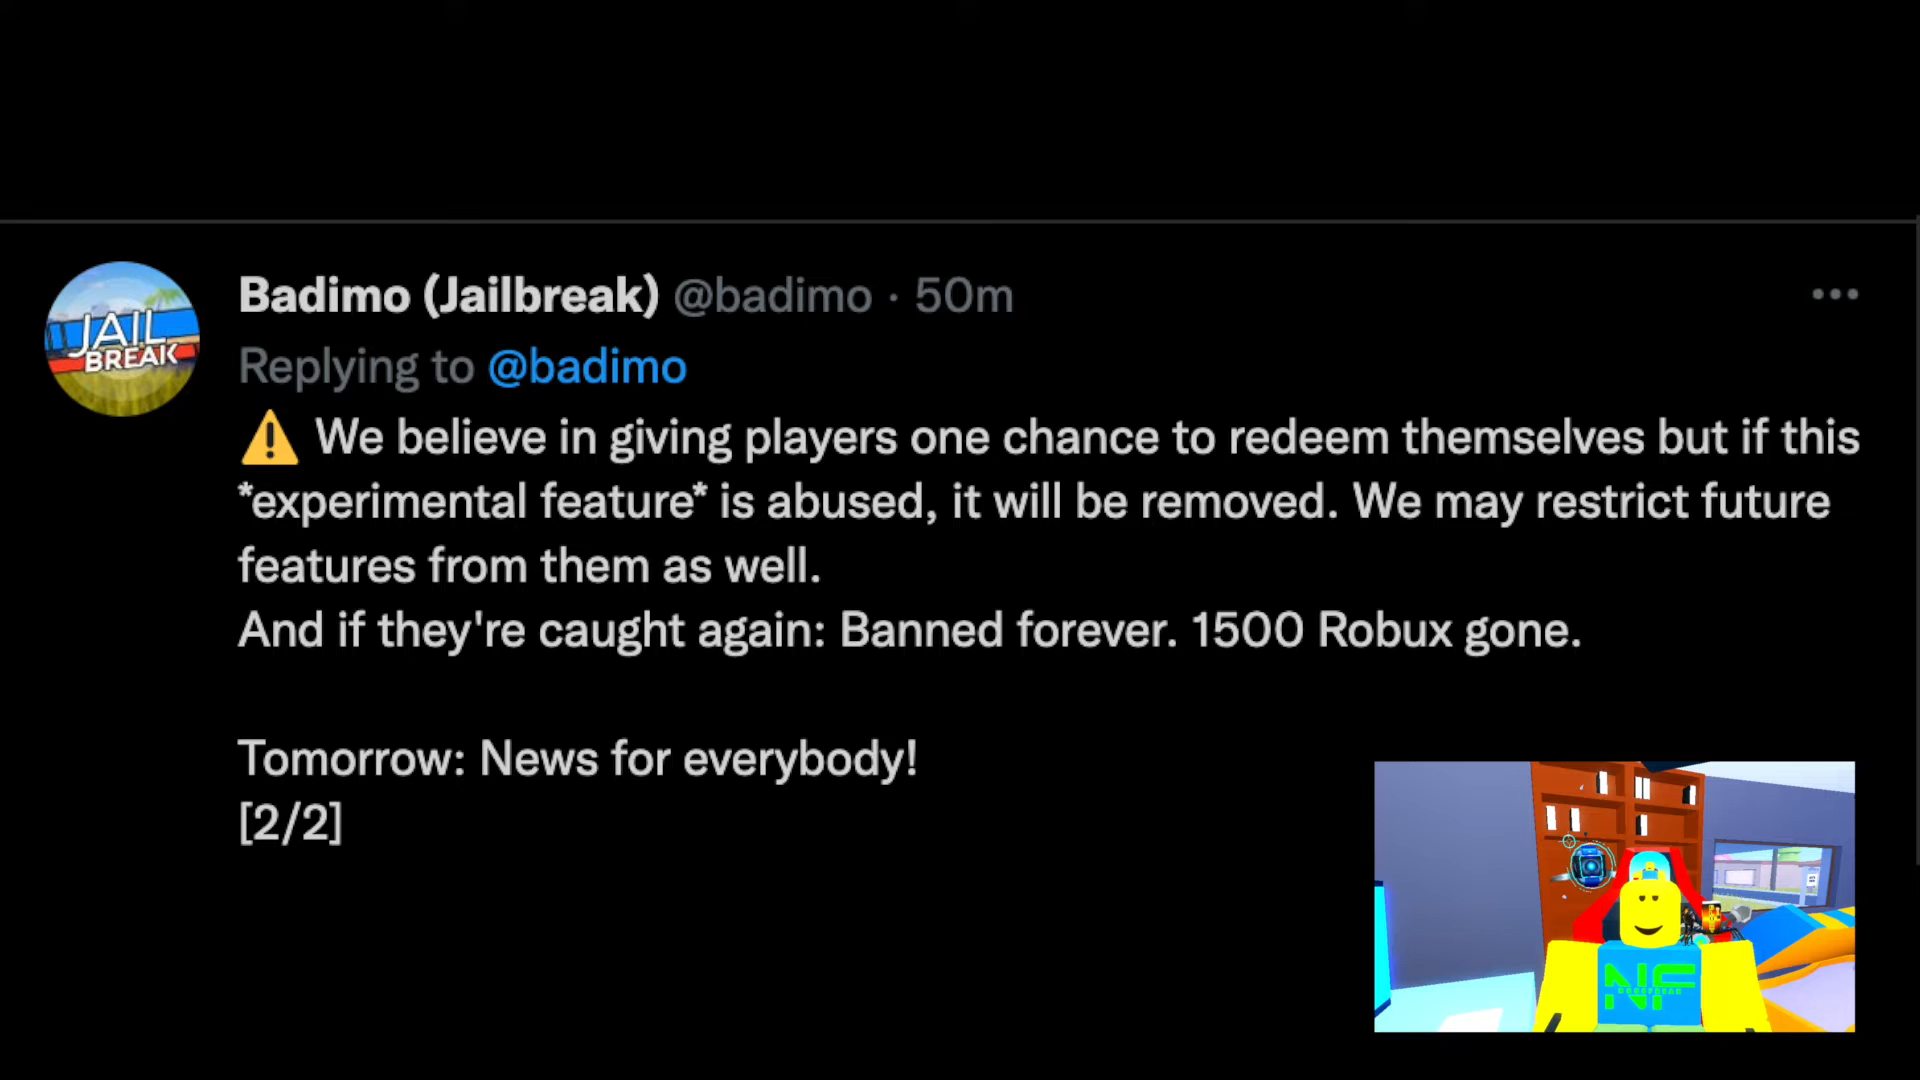 JAIL
BREAK
Badimo (Jailbreak) @badimo · 50m
Replying to @badimo
⚠️ We believe in giving players one chance to redeem themselves but if this
*experimental feature* is abused, it will be removed. We may restrict future
features from them as well.
And if they're caught again: Banned forever. 1500 Robux gone.
Tomorrow: News for everybody!
[2/2]
NF